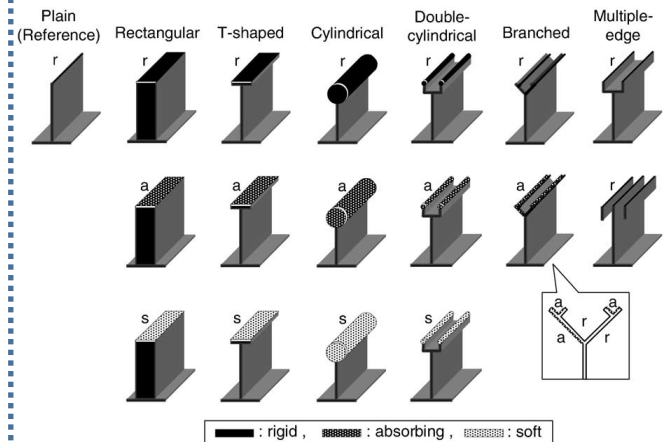 Plain
(Reference)
Rectangular
T-shaped
Cylindrical
Double-
cylindrical
Branched
Multiple-
edge
r r r r r r r
a a a a a r
a a
r
a r
s s s s
: rigid , : absorbing , : soft